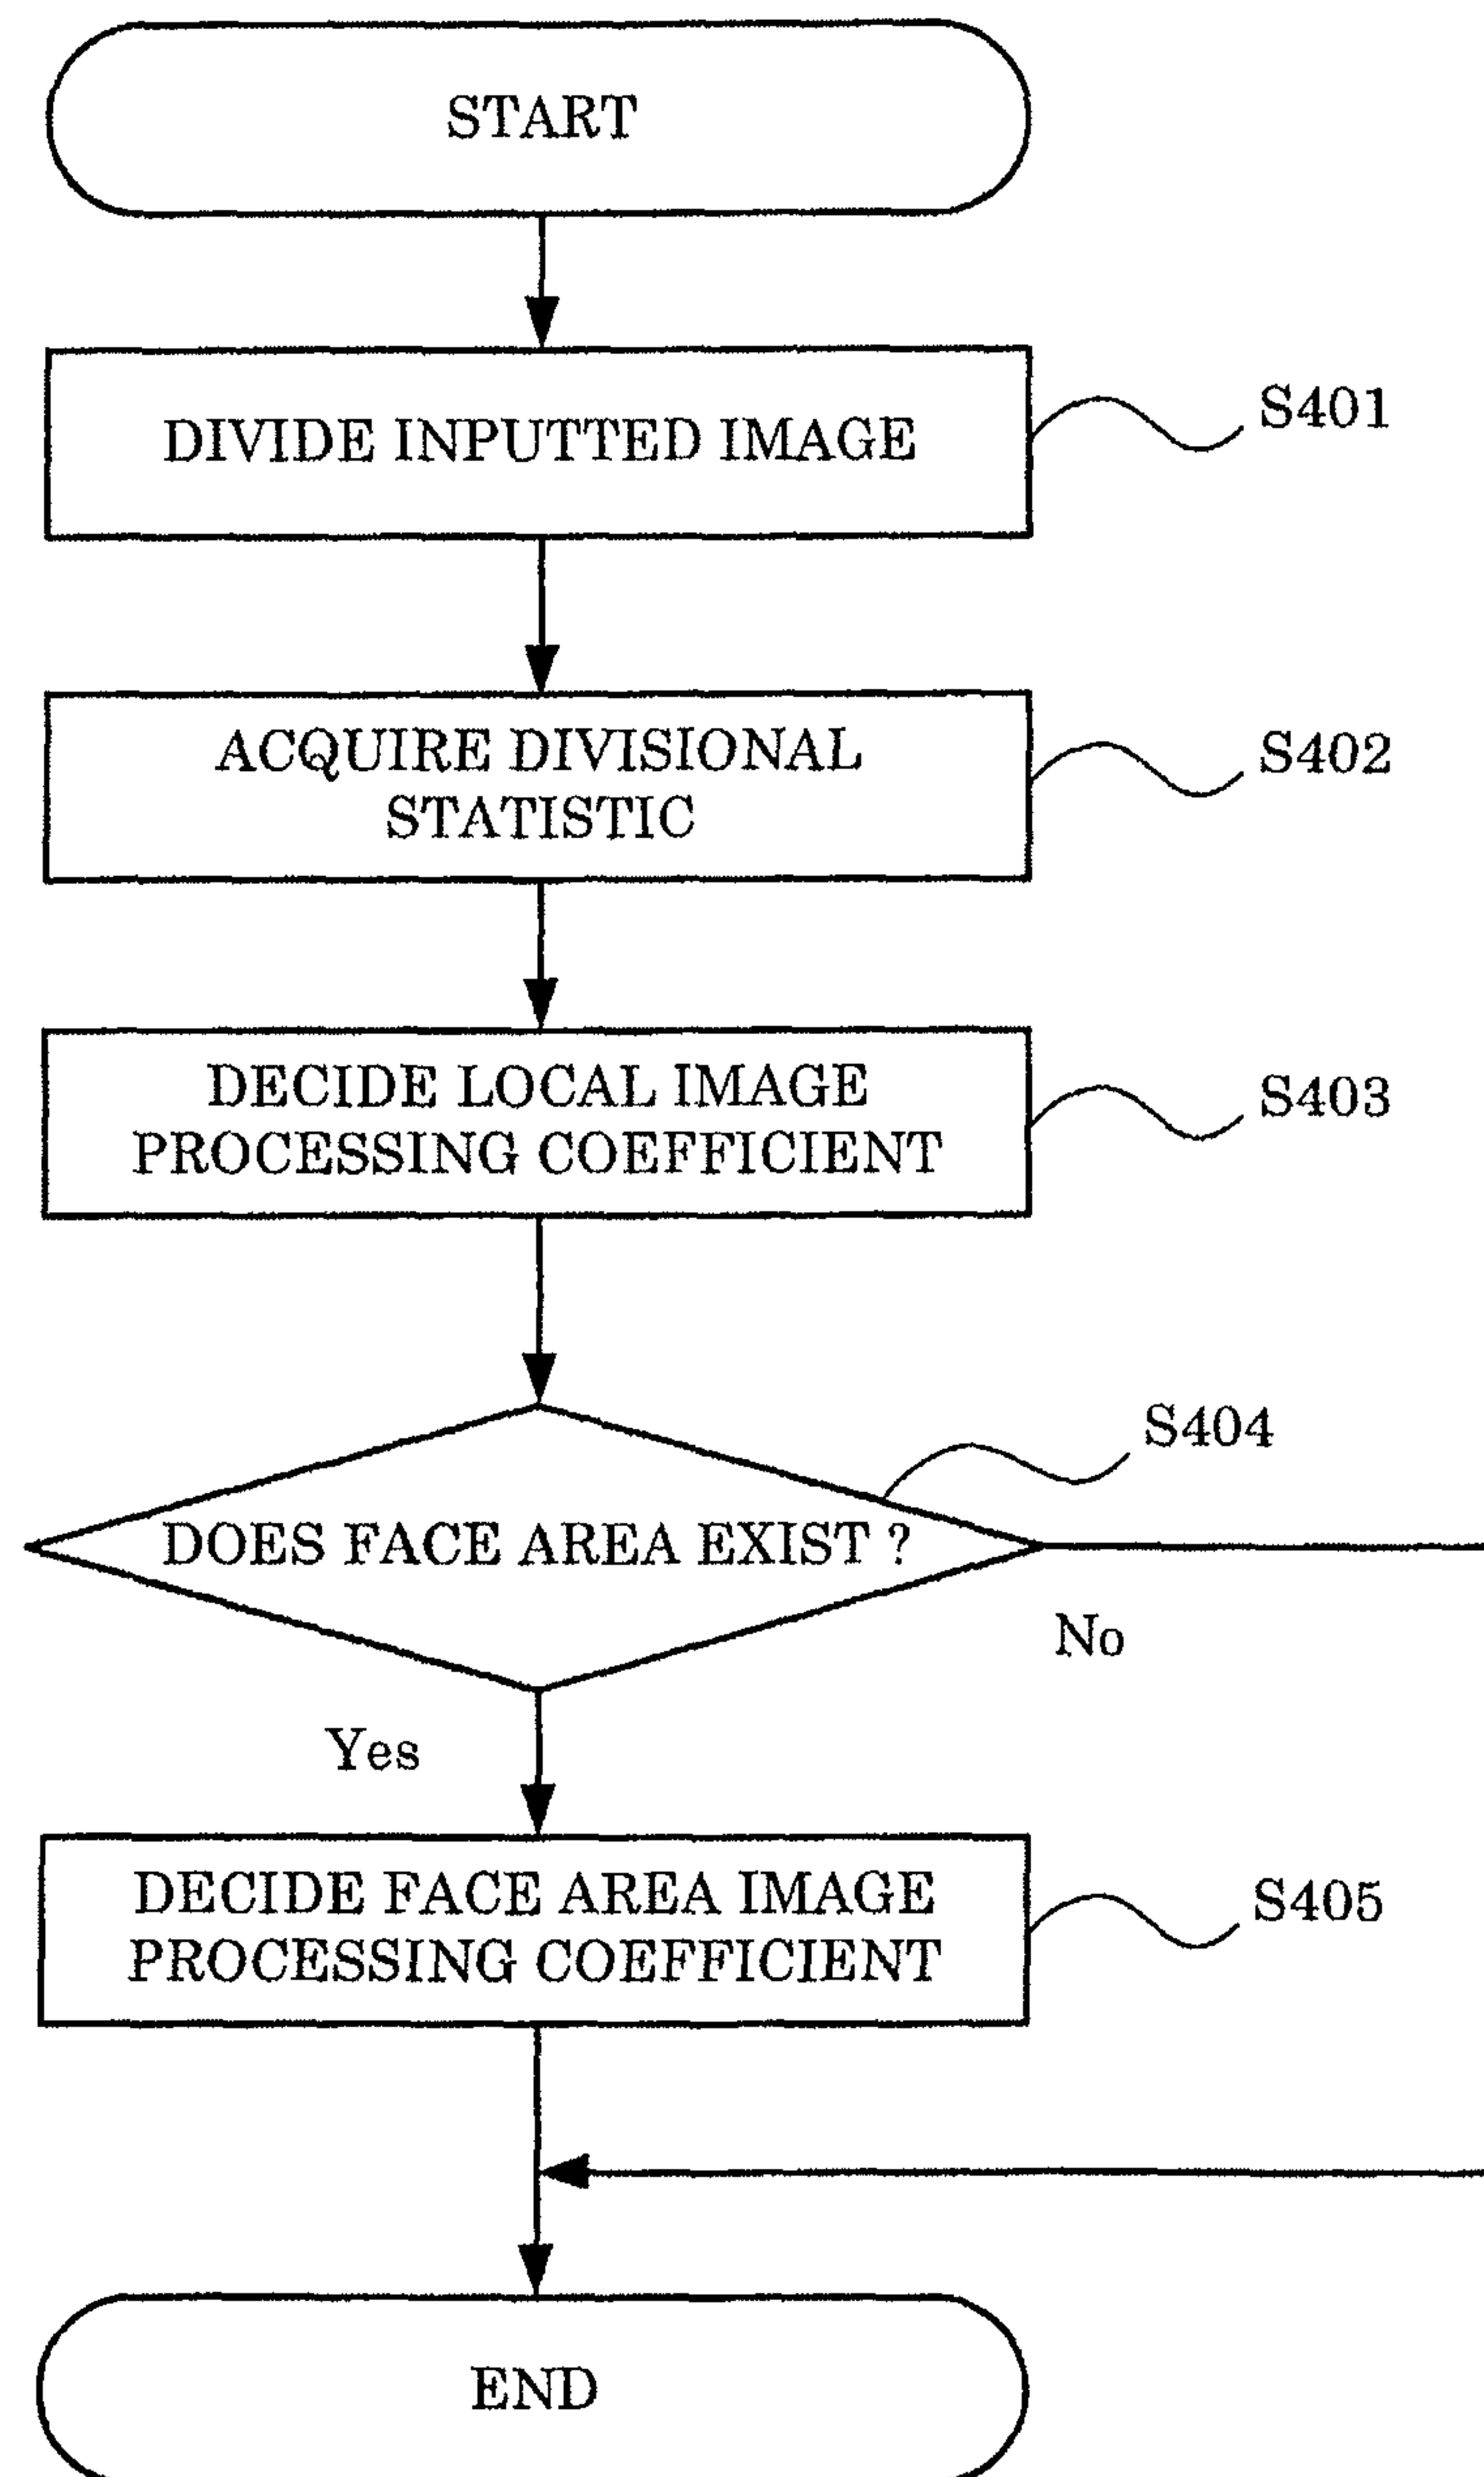 START
DIVIDE INPUTTED IMAGE
S401
ACQUIRE DIVISIONAL
STATISTIC
S402
DECIDE LOCAL IMAGE
PROCESSING COEFFICIENT
S403
S404
DOES FACE AREA EXIST ?
No
Yes
DECIDE FACE AREA IMAGE
PROCESSING COEFFICIENT
S405
END